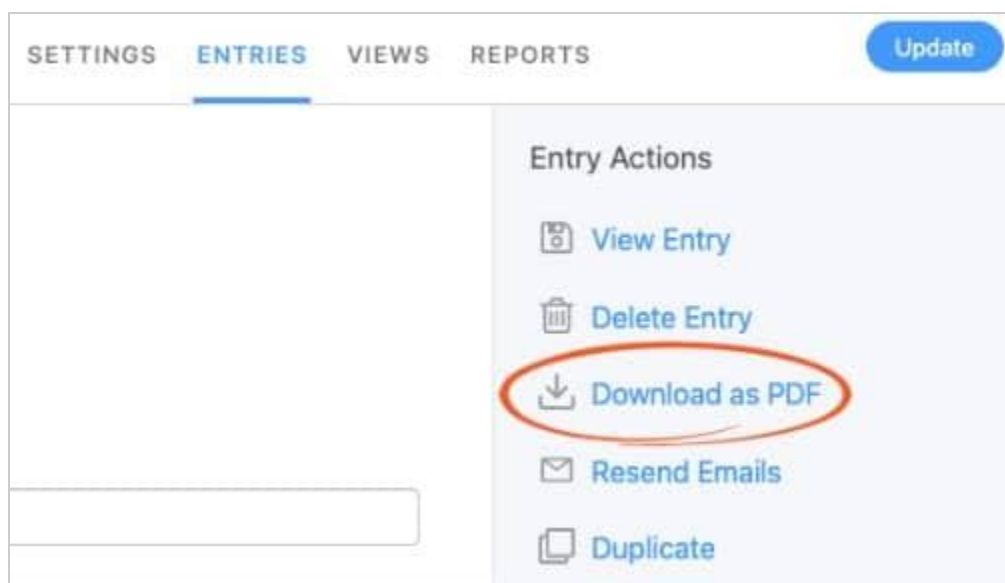 SETTINGS ENTRIES VIEWS REPORTS Update
Entry Actions
View Entry
Delete Entry
Download as PDF
Resend Emails
Duplicate